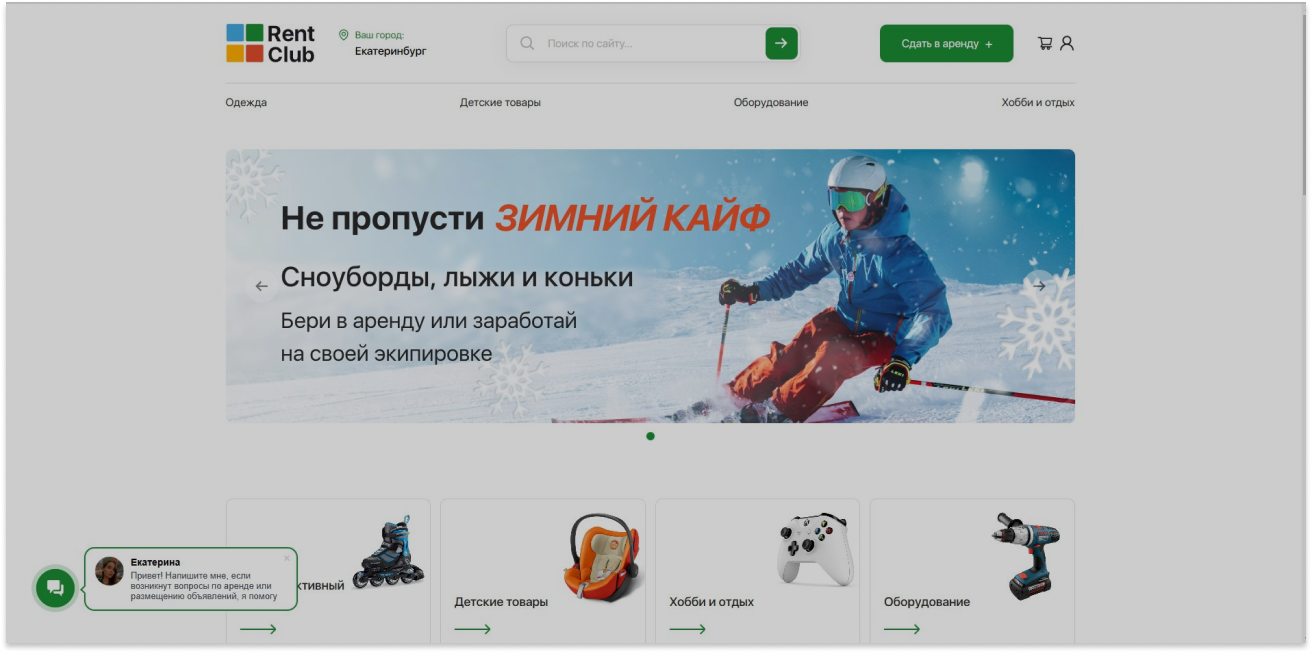 Rent
Club
Ваш город:
Екатеринбург
Поиск по сайту...
Сдать в аренду +
Одежда
Детские товары
Оборудование
Хобби и отдых
Не пропусти ЗИМНИЙ КАЙФ
Сноуборды, лыжи и коньки
Бери в аренду или заработай
на своей экипировке
Екатерина
Привет! Напишите мне, если
возникнут вопросы по аренде или
размещению объявлений, я помогу
ктивный
Детские товары
Хобби и отдых
Оборудование